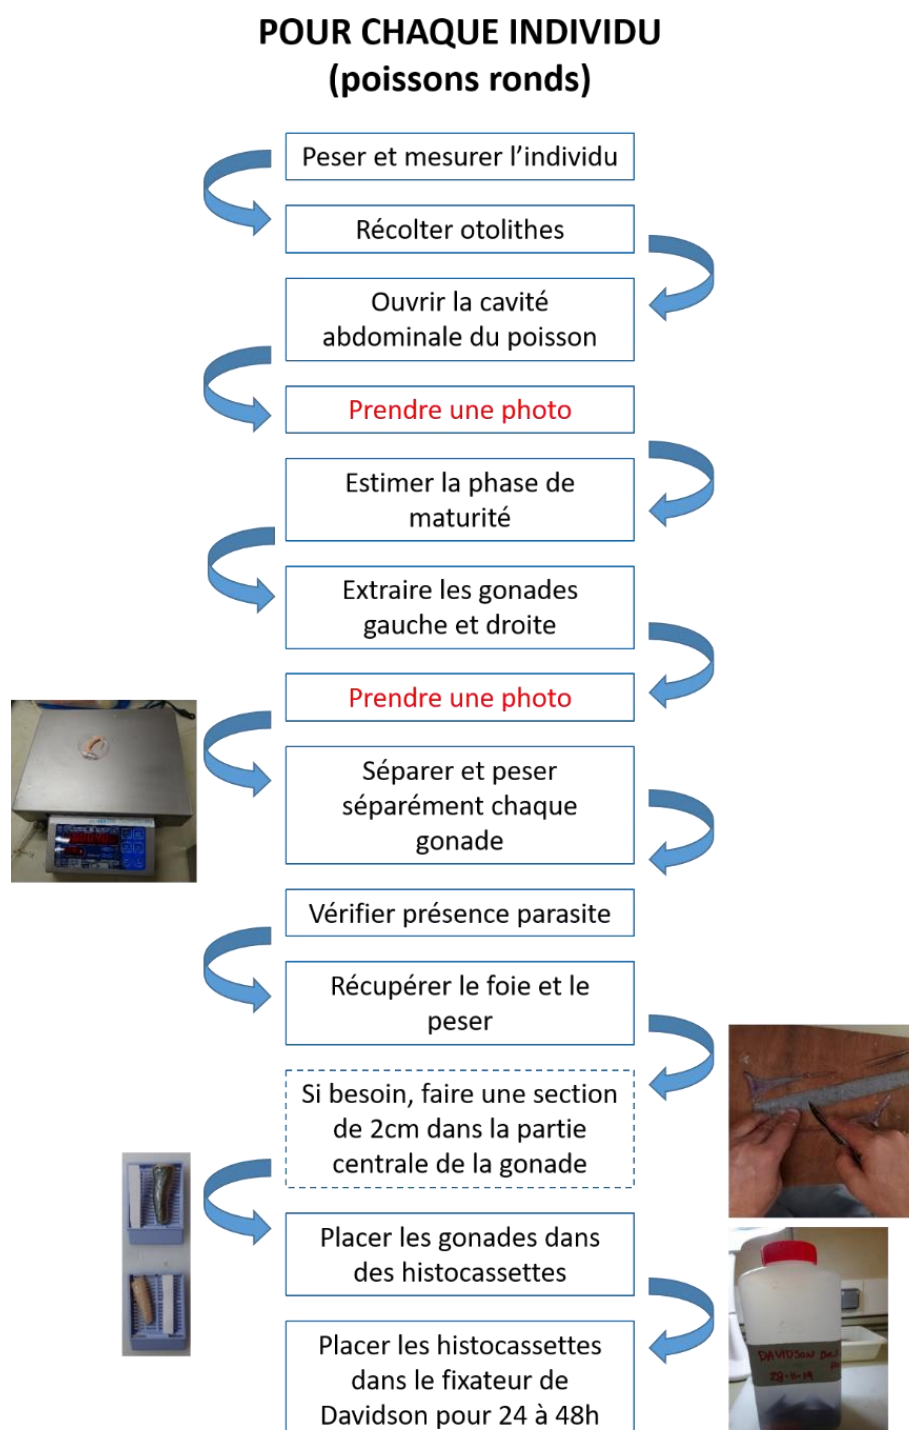 POUR CHAQUE INDIVIDU
(poissons ronds)
Peser et mesurer l’individu
Récolter otolithes
Ouvrir la cavité
abdominale du poisson
Prendre une photo
Estimer la phase de
maturité
Extraire les gonades
gauche et droite
Prendre une photo
Séparer et peser
séparément chaque
gonade
Vérifier présence parasite
Récupérer le foie et le
peser
Si besoin, faire une section
de 2cm dans la partie
centrale de la gonade
Placer les gonades dans
des histocassettes
Placer les histocassettes
dans le fixateur de
Davidson pour 24 à 48h
DAVIDSON
28-11-19